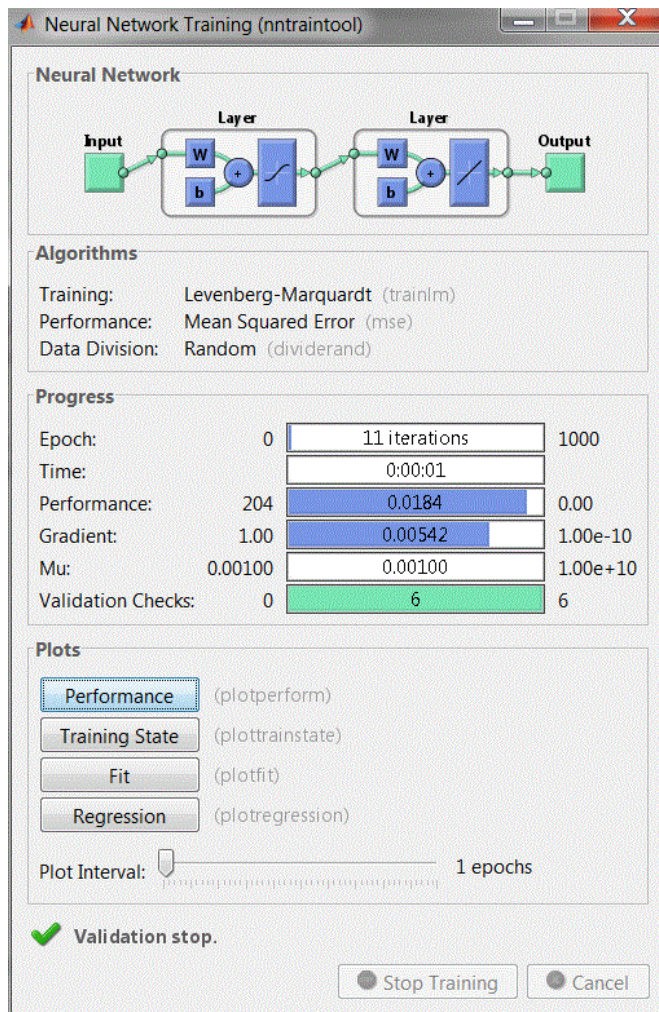 Neural Network Training (nntraintool)
Neural Network
Layer Layer
Input Output
W W
+ +
b b
Algorithms
Training: Levenberg-Marquardt (trainlm)
Performance: Mean Squared Error (mse)
Data Division: Random (dividerand)
Progress
Epoch: 0 11 iterations 1000
Time: 0:00:01
Performance: 204 0.0184 0.00
Gradient: 1.00 0.00542 1.00e-10
Mu: 0.00100 0.00100 1.00e+10
Validation Checks: 0 6 6
Plots
Performance (plotperform)
Training State (plottrainstate)
Fit (plotfit)
Regression (plotregression)
Plot Interval: 1 epochs
Validation stop.
Stop Training Cancel